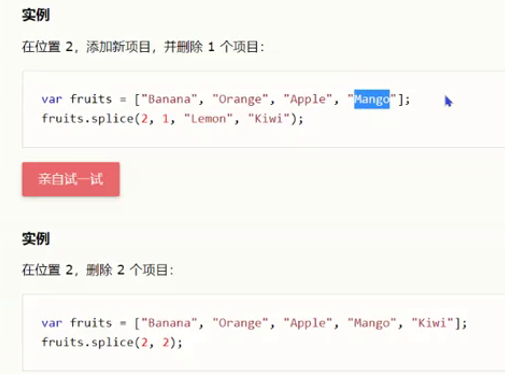 实例
在位置 2，添加新项目，并删除 1 个项目：
var fruits = ["Banana", "Orange", "Apple", "Mango"];
fruits.splice(2, 1, "Lemon", "Kiwi");
亲自试一试
实例
在位置 2，删除 2 个项目：
var fruits = ["Banana", "Orange", "Apple", "Mango", "Kiwi"];
fruits.splice(2, 2);